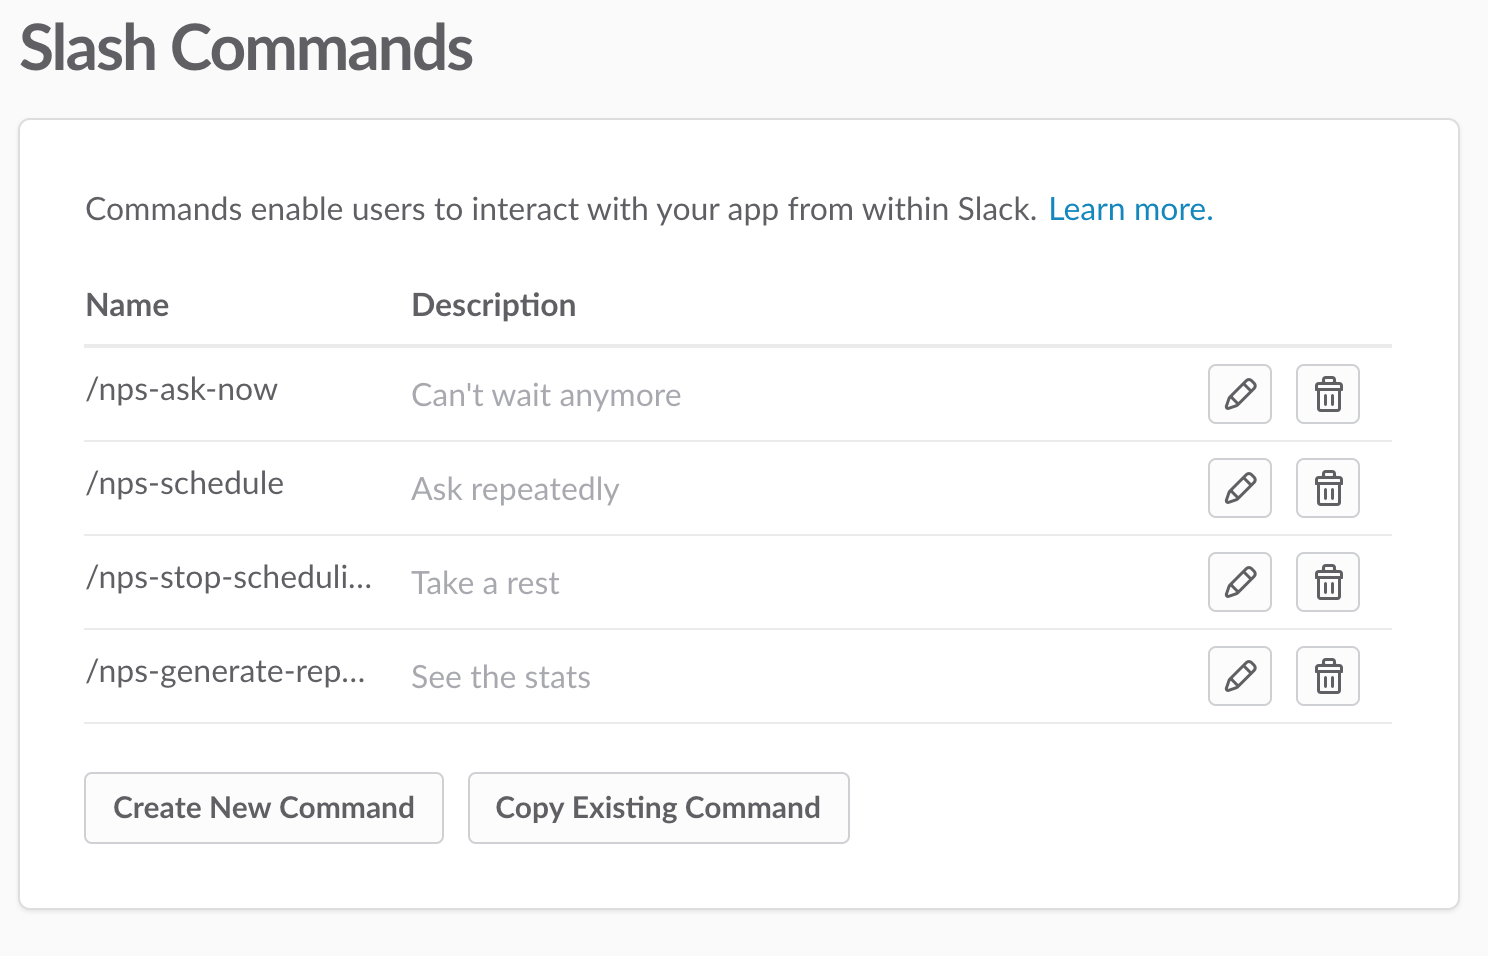 Slash Commands
Commands enable users to interact with your app from within Slack. Learn more.
Name Description
/nps-ask-now Can't wait anymore
/nps-schedule Ask repeatedly
/nps-stop-scheduli... Take a rest
/nps-generate-rep... See the stats
Create New Command Copy Existing Command